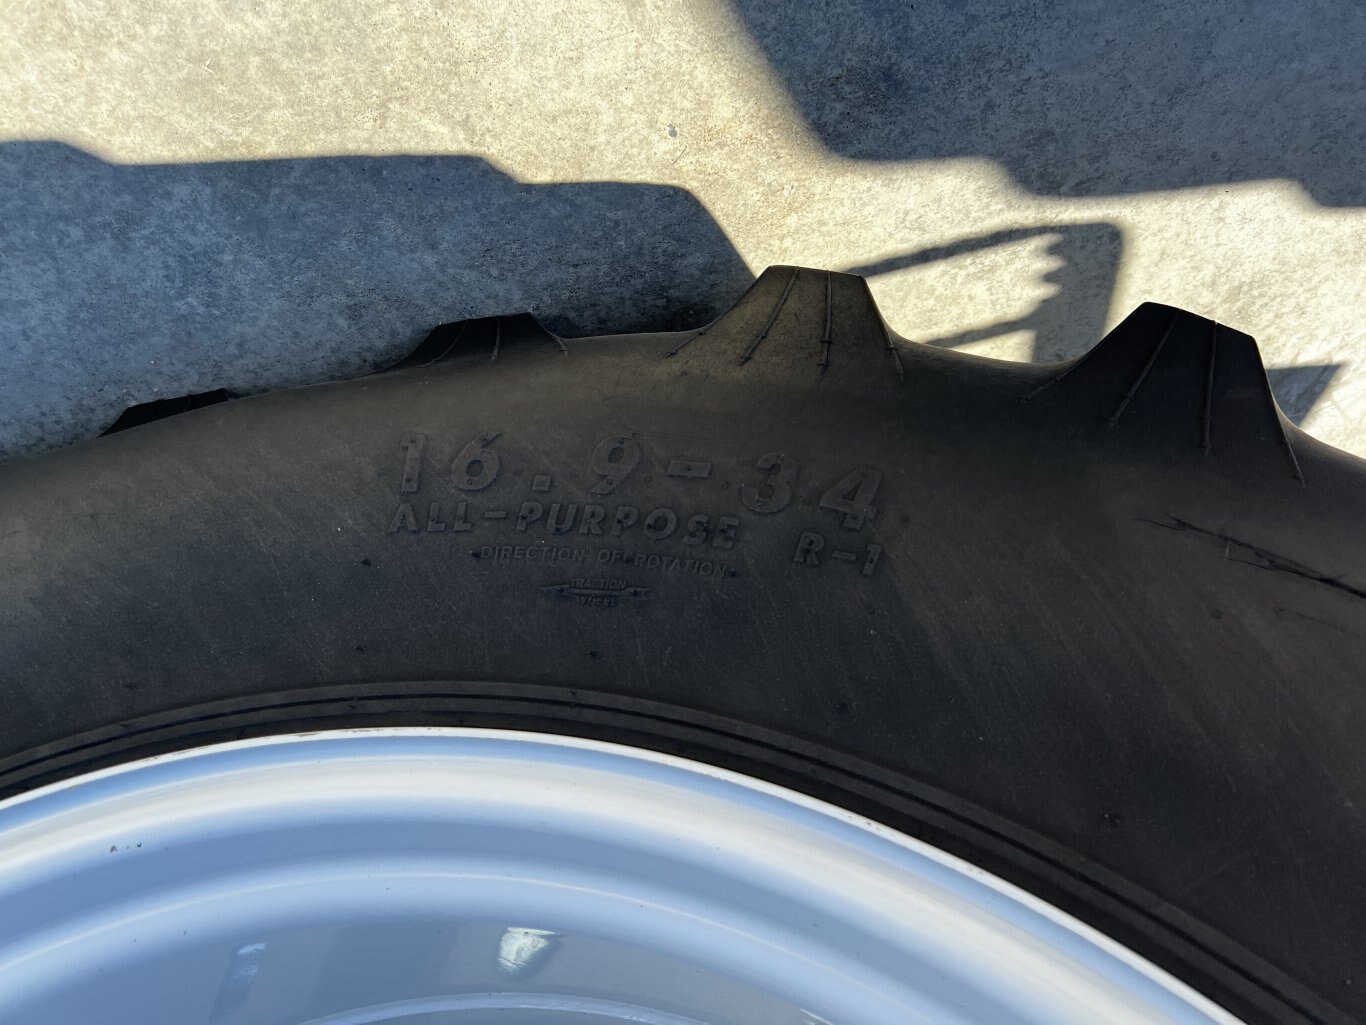 16.9-34
ALL-PURPOSE R-1
DIRECTION OF ROTATION
TRACTION
WHEEL